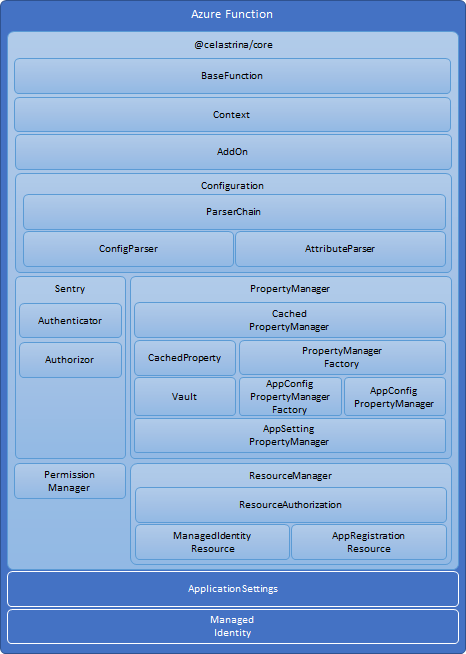 Azure Function
@celastrina/core
BaseFunction
Context
AddOn
Configuration
ParserChain
ConfigParser
AttributeParser
Sentry
Authenticator
Authorizor
PropertyManager
Cached
PropertyManager
CachedProperty
PropertyManager
Factory
Vault
AppConfig
PropertyManager
Factory
AppConfig
PropertyManager
AppSetting
PropertyManager
Permission
Manager
ResourceManager
ResourceAuthorization
ManagedIdentity
Resource
AppRegistration
Resource
ApplicationSettings
Managed
Identity